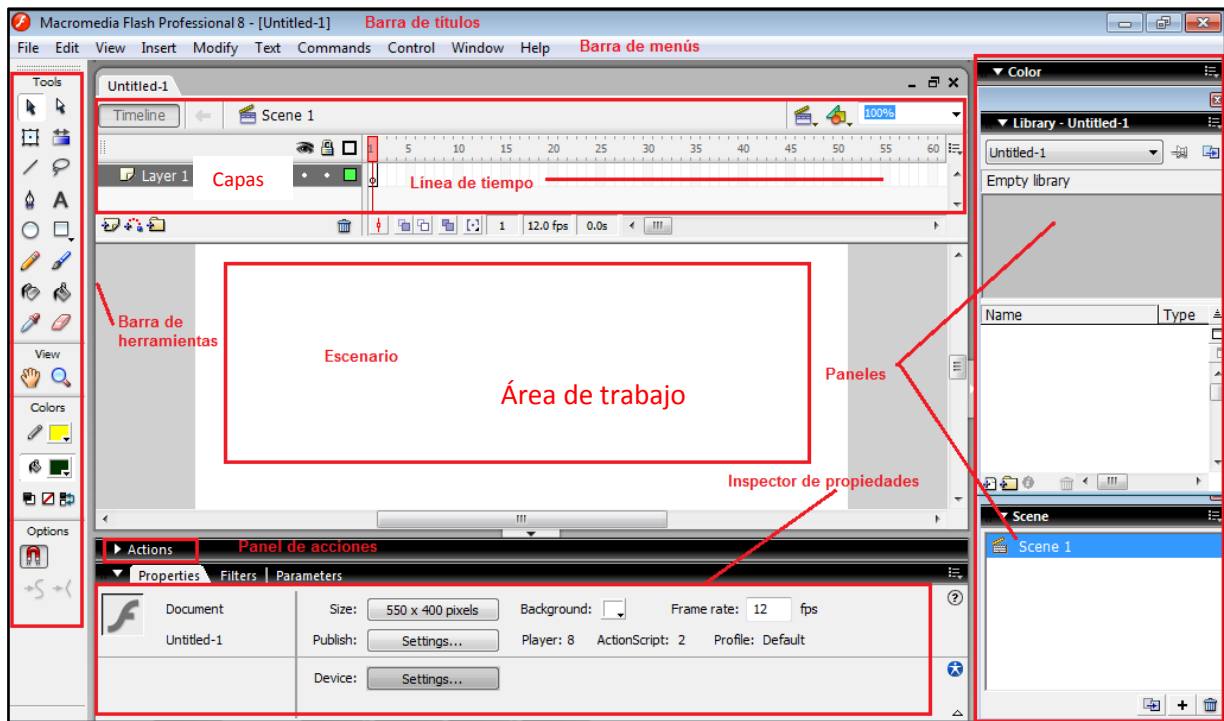 Macromedia Flash Professional 8 - [Untitled-1] Barra de títulos
File Edit View Insert Modify Text Commands Control Window Help Barra de menús
Tools
Untitled-1
Timeline Scene 1 100%
1 5 10 15 20 25 30 35 40 45 50 55 60
Layer 1 Capas Línea de tiempo
1 12.0 fps 0.0s
Barra de
herramientas
Escenario
Área de trabajo
Paneles
Inspector de propiedades
View
Colors
Options
Actions Panel de acciones
Properties Filters Parameters
Document Size: 550 x 400 pixels Background: Frame rate: 12 fps
Untitled-1 Publish: Settings... Player: 8 ActionScript: 2 Profile: Default
Device: Settings...
Color
Library - Untitled-1
Untitled-1
Empty library
Name Type
Scene
Scene 1